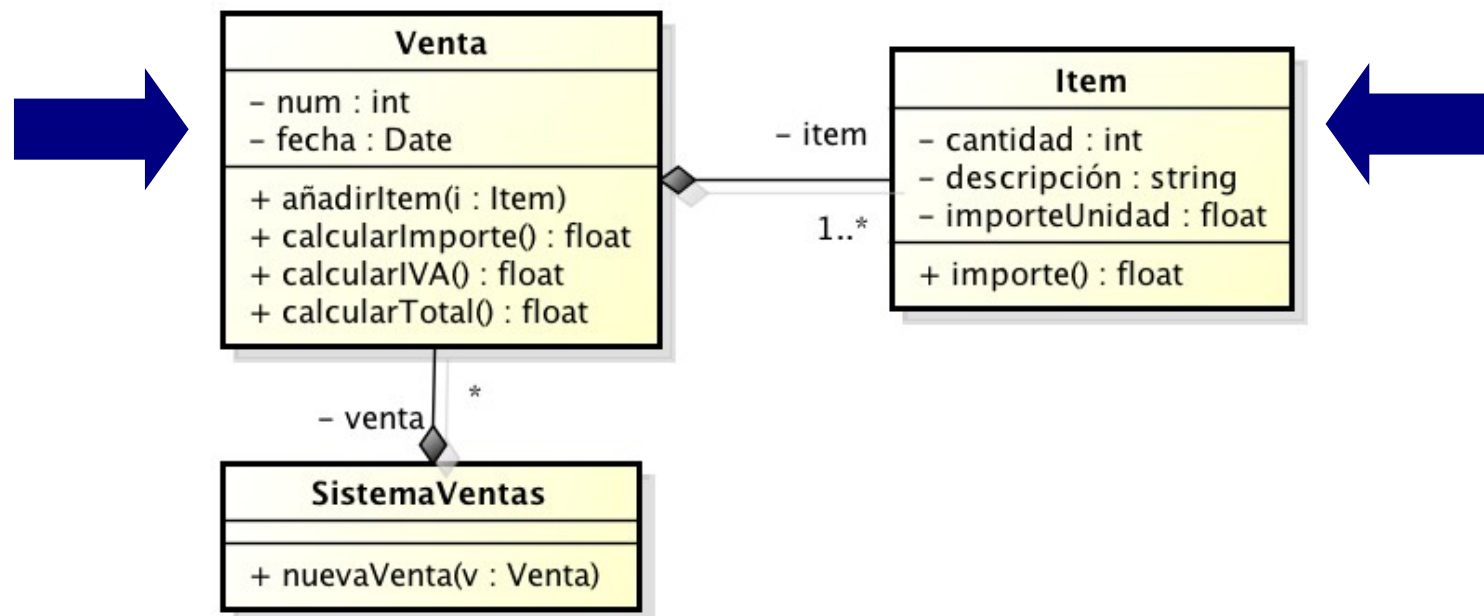 Venta
– num : int
– fecha : Date
+ añadirItem(i : Item)
+ calcularImporte() : float
+ calcularIVA() : float
+ calcularTotal() : float
– item
1..*
Item
– cantidad : int
– descripción : string
– importeUnidad : float
+ importe() : float
*
– venta
SistemaVentas
+ nuevaVenta(v : Venta)